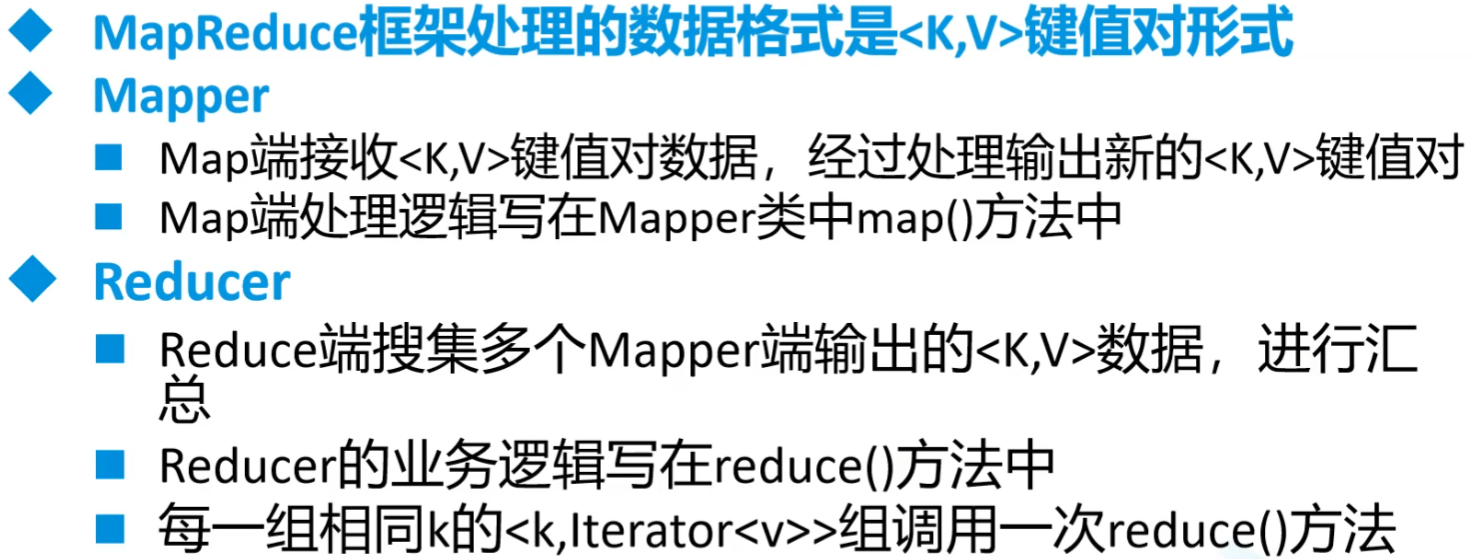 MapReduce框架处理的数据格式是<K,V>键值对形式
Mapper
Map端接收<K,V>键值对数据，经过处理输出新的<K,V>键值对
Map端处理逻辑写在Mapper类中map()方法中
Reducer
Reduce端搜集多个Mapper端输出的<K,V>数据，进行汇
总
Reducer的业务逻辑写在reduce()方法中
每一组相同k的<k,Iterator<v>>组调用一次reduce()方法